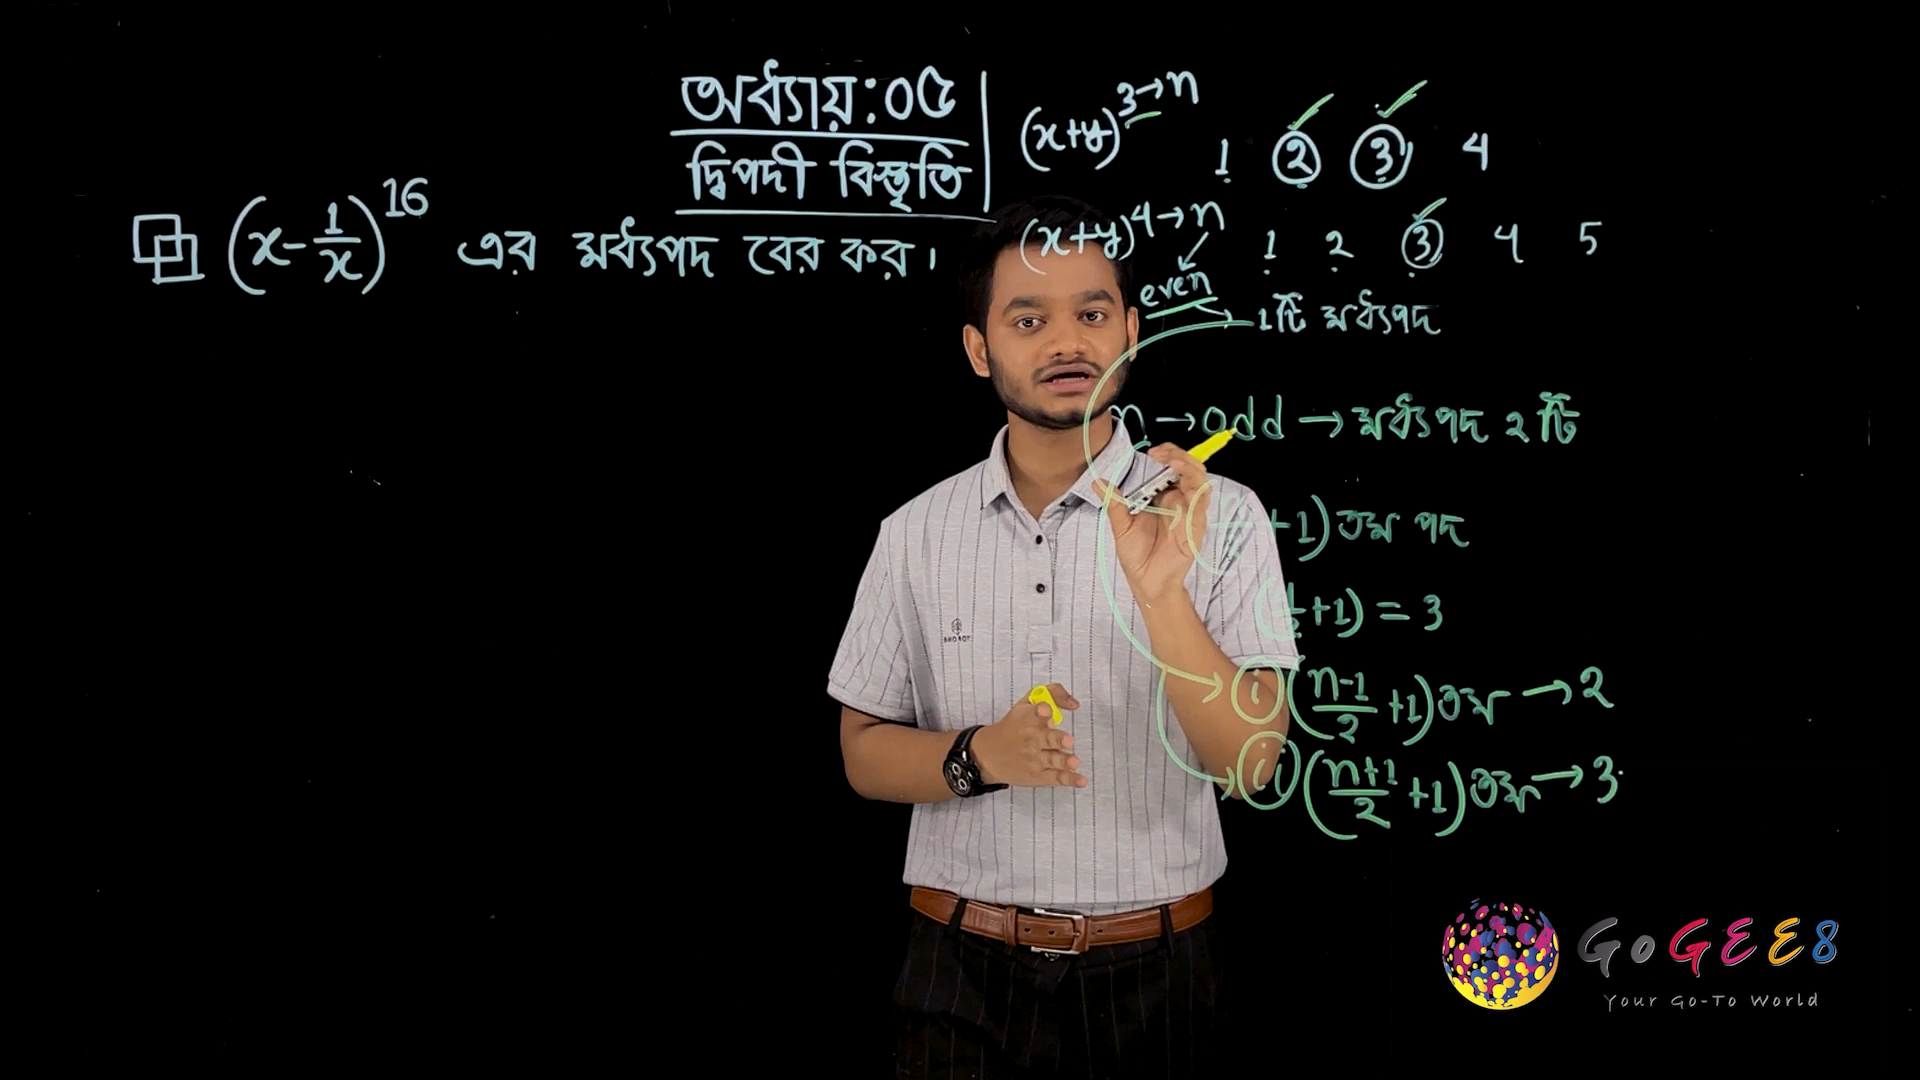 অধ্যায়:০৫
দ্বিপদী বিস্তৃতি
(x - 1/x)^16 এর মধ্যপদ বের কর।
(x+y)^3 → n
1 2 3 4
(x+y)^4 → n
1 2 3 4 5
even → 1টি মধ্যপদ
n → odd → মধ্যপদ ২টি
+1) তম পদ
+1) = 3
i ((n-1)/2 +1) তম → 2
ii ((n+1)/2 +1) তম → 3
GoGEE8
Your Go-To World